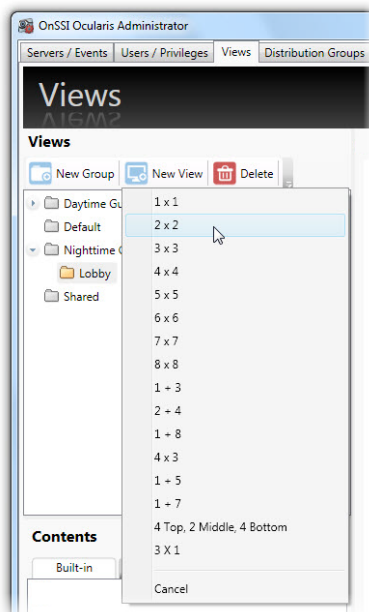 OnSSI Ocularis Administrator
Servers / Events Users / Privileges Views Distribution Groups
Views
Views
New Group New View Delete
Daytime Gu
Default
Nighttime
Lobby
Shared
1 x 1
2 x 2
3 x 3
4 x 4
5 x 5
6 x 6
7 x 7
8 x 8
1 + 3
2 + 4
1 + 8
4 x 3
1 + 5
1 + 7
4 Top, 2 Middle, 4 Bottom
3 X 1
Cancel
Contents
Built-in